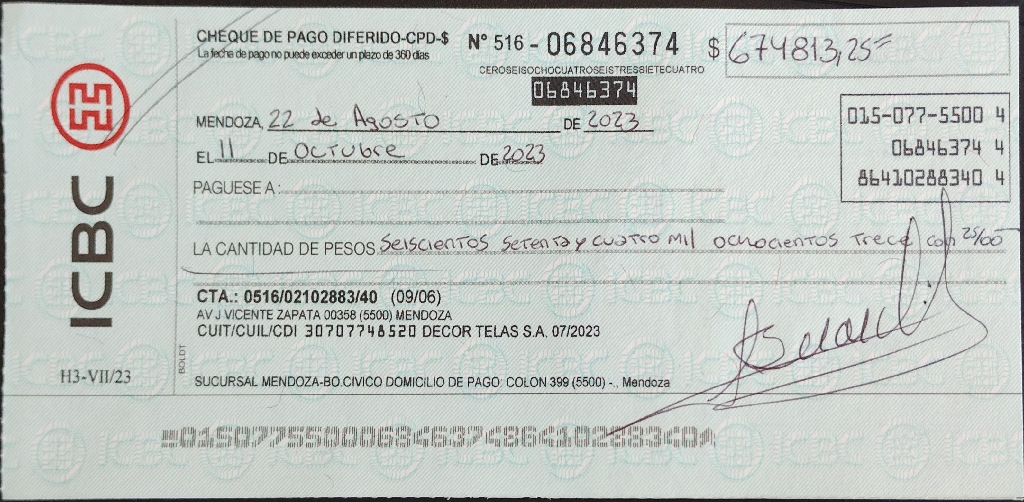 CHEQUE DE PAGO DIFERIDO-CPD-$ Nº 516 - 06846374 $ 674813,25=
La fecha de pago no puede exceder un plazo de 360 días
CEROSEISOCHOCUATROSEISTRESSIETECUATRO
06846374
MENDOZA, 22 de Agosto DE 2023
EL 11 DE Octubre DE 2023
PAGUESE A :
LA CANTIDAD DE PESOS Seiscientos setenta y cuatro mil ochocientos trece con 25/00
015-077-5500 4
06846374 4
86410288340 4
ICBC
CTA.: 0516/02102883/40 (09/06)
AV J VICENTE ZAPATA 00358 (5500) MENDOZA
CUIT/CUIL/CDI 30707748520 DECOR TELAS S.A. 07/2023
BOLDT
H3-VII/23
SUCURSAL MENDOZA-BO.CIVICO DOMICILIO DE PAGO: COLON 399 (5500) -., Mendoza
01507755000684637486410288340